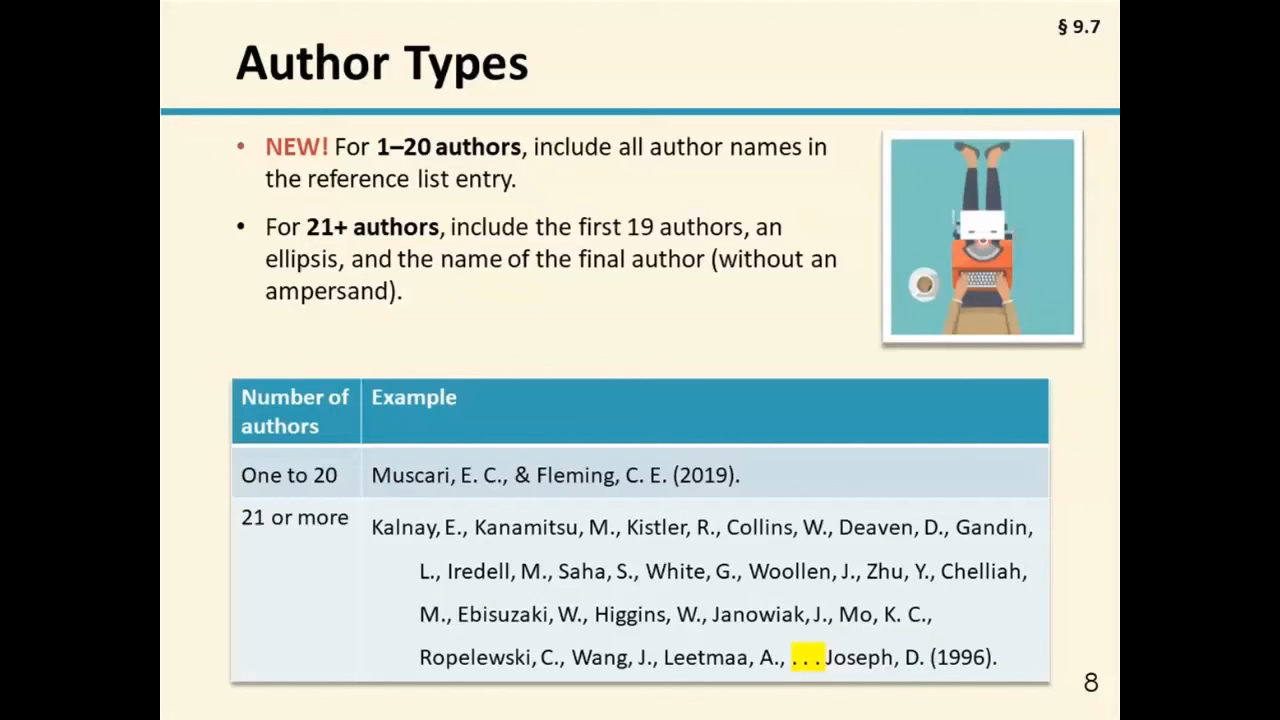 § 9.7
Author Types
• NEW! For 1–20 authors, include all author names in
the reference list entry.
• For 21+ authors, include the first 19 authors, an
ellipsis, and the name of the final author (without an
ampersand).
Number of authors
Example
One to 20
Muscari, E. C., & Fleming, C. E. (2019).
21 or more
Kalnay, E., Kanamitsu, M., Kistler, R., Collins, W., Deaven, D., Gandin,
L., Iredell, M., Saha, S., White, G., Woollen, J., Zhu, Y., Chelliah,
M., Ebisuzaki, W., Higgins, W., Janowiak, J., Mo, K. C.,
Ropelewski, C., Wang, J., Leetmaa, A., . . . Joseph, D. (1996).
8